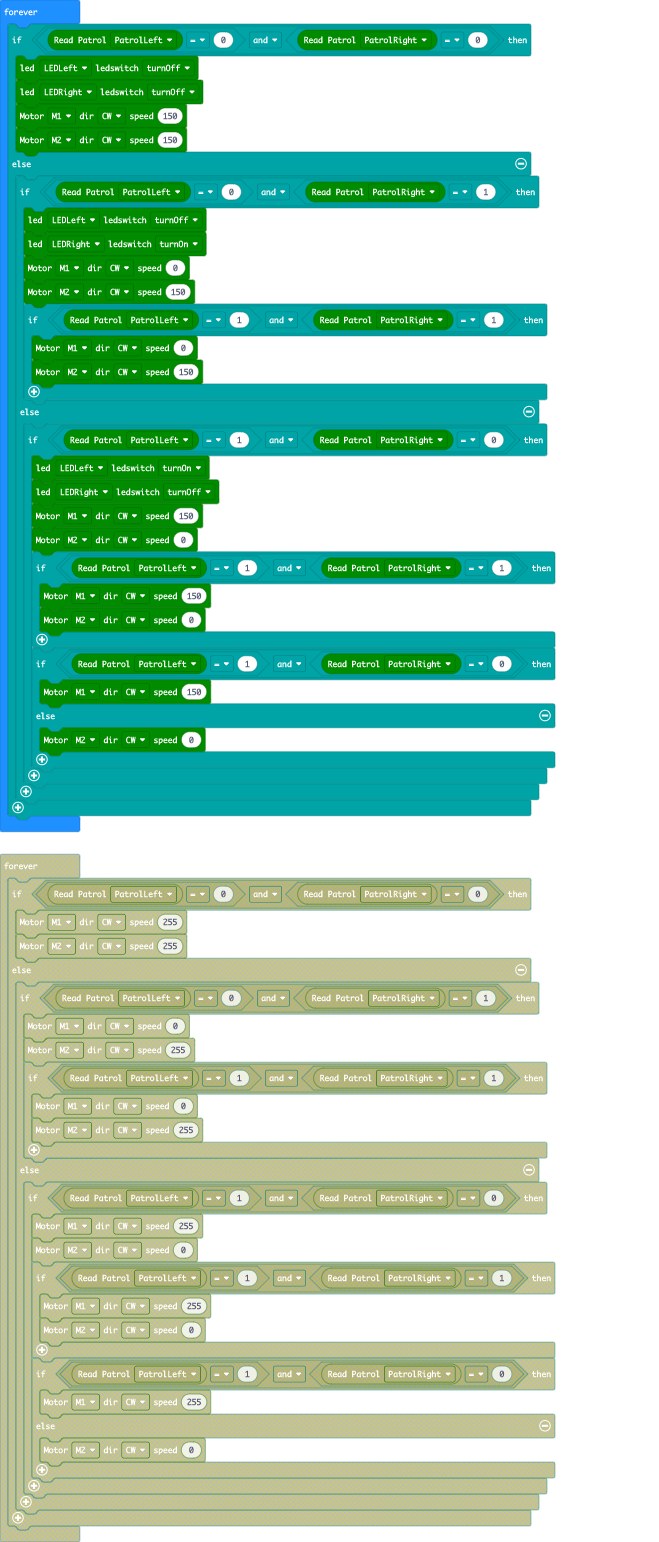 forever
if Read Patrol PatrolLeft = 0 and Read Patrol PatrolRight = 0 then
led LEDLeft ledswitch turnOff
led LEDRight ledswitch turnOff
Motor M1 dir CW speed 150
Motor M2 dir CW speed 150
else
if Read Patrol PatrolLeft = 0 and Read Patrol PatrolRight = 1 then
led LEDLeft ledswitch turnOff
led LEDRight ledswitch turnOn
Motor M1 dir CW speed 0
Motor M2 dir CW speed 150
if Read Patrol PatrolLeft = 1 and Read Patrol PatrolRight = 1 then
Motor M1 dir CW speed 0
Motor M2 dir CW speed 150
else
if Read Patrol PatrolLeft = 1 and Read Patrol PatrolRight = 0 then
led LEDLeft ledswitch turnOn
led LEDRight ledswitch turnOff
Motor M1 dir CW speed 150
Motor M2 dir CW speed 0
if Read Patrol PatrolLeft = 1 and Read Patrol PatrolRight = 1 then
Motor M1 dir CW speed 150
Motor M2 dir CW speed 0
if Read Patrol PatrolLeft = 1 and Read Patrol PatrolRight = 0 then
Motor M1 dir CW speed 150
else
Motor M2 dir CW speed 0
forever
if Read Patrol PatrolLeft = 0 and Read Patrol PatrolRight = 0 then
Motor M1 dir CW speed 255
Motor M2 dir CW speed 255
else
if Read Patrol PatrolLeft = 0 and Read Patrol PatrolRight = 1 then
Motor M1 dir CW speed 0
Motor M2 dir CW speed 255
if Read Patrol PatrolLeft = 1 and Read Patrol PatrolRight = 1 then
Motor M1 dir CW speed 0
Motor M2 dir CW speed 255
else
if Read Patrol PatrolLeft = 1 and Read Patrol PatrolRight = 0 then
Motor M1 dir CW speed 255
Motor M2 dir CW speed 0
if Read Patrol PatrolLeft = 1 and Read Patrol PatrolRight = 1 then
Motor M1 dir CW speed 255
Motor M2 dir CW speed 0
if Read Patrol PatrolLeft = 1 and Read Patrol PatrolRight = 0 then
Motor M1 dir CW speed 255
else
Motor M2 dir CW speed 0